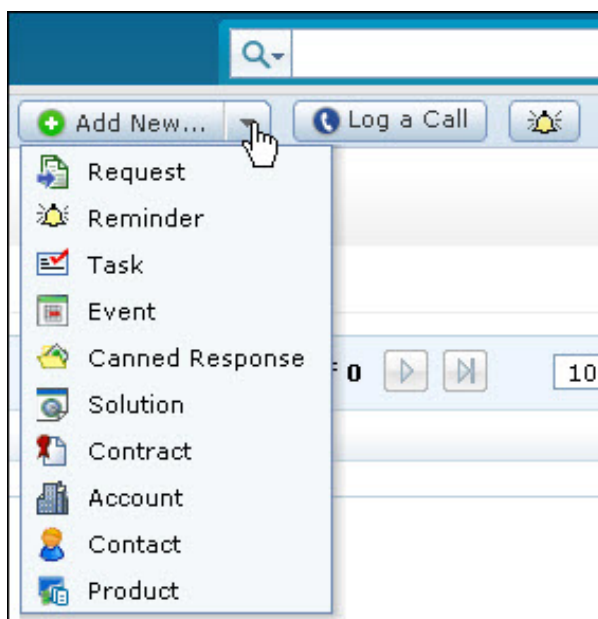 Add New...
Log a Call
Request
Reminder
Task
Event
Canned Response
0
10
Solution
Contract
Account
Contact
Product